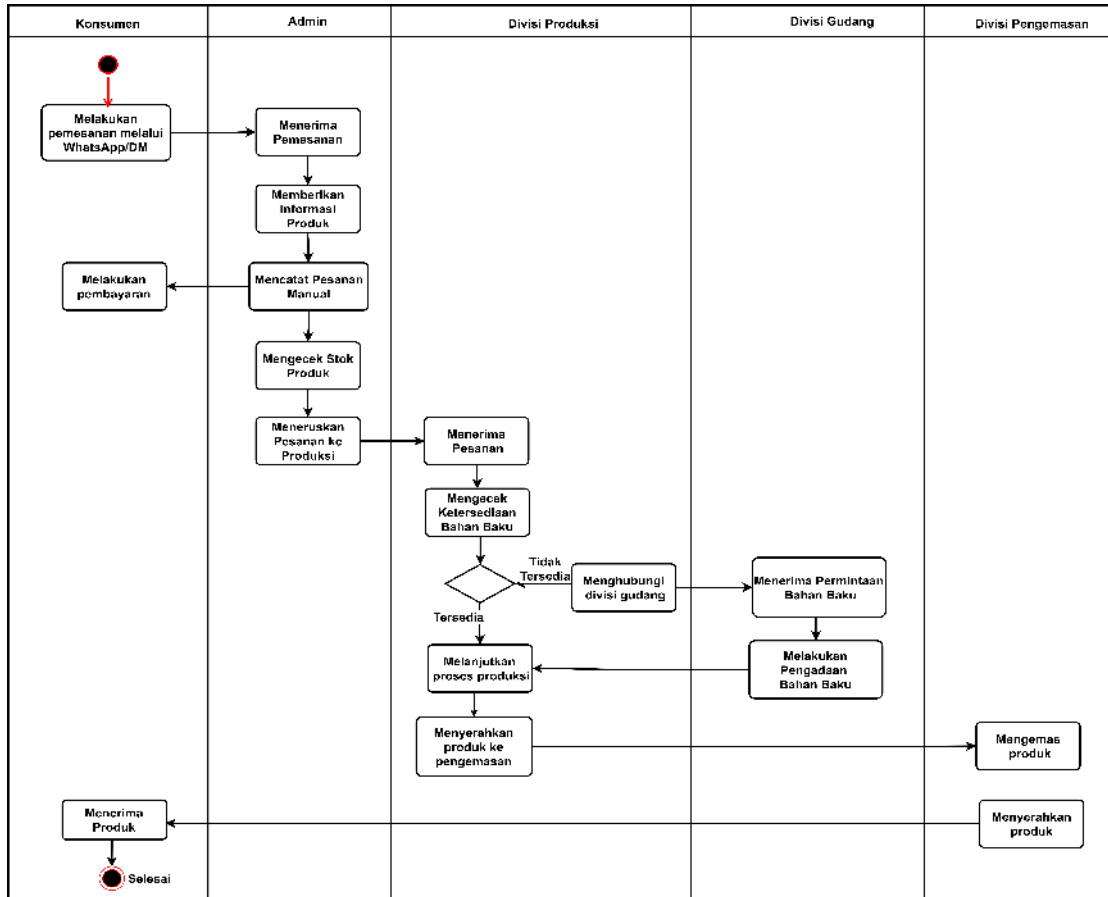 Konsumen
Admin
Divisi Produksi
Divisi Gudang
Divisi Pengemasan
Melakukan
pemesanan melalui
WhatsApp/DM
Menerima
Pemesanan
Memberikan
Informasi
Produk
Melakukan
pembayaran
Mencatat Pesanan
Manual
Mengecek Stok
Produk
Meneruskan
Pesanan ke
Produksi
Menerima
Pesanan
Mengecek
Ketersediaan
Bahan Baku
Tidak
Tersedia
Menghubungi
divisi gudang
Menerima Permintaan
Bahan Baku
Tersedia
Melanjutkan
proses produksi
Melakukan
Pengadaan
Bahan Baku
Menyerahkan
produk ke
pengemasan
Mengemas
produk
Menerima
Produk
Menyerahkan
produk
Selesai